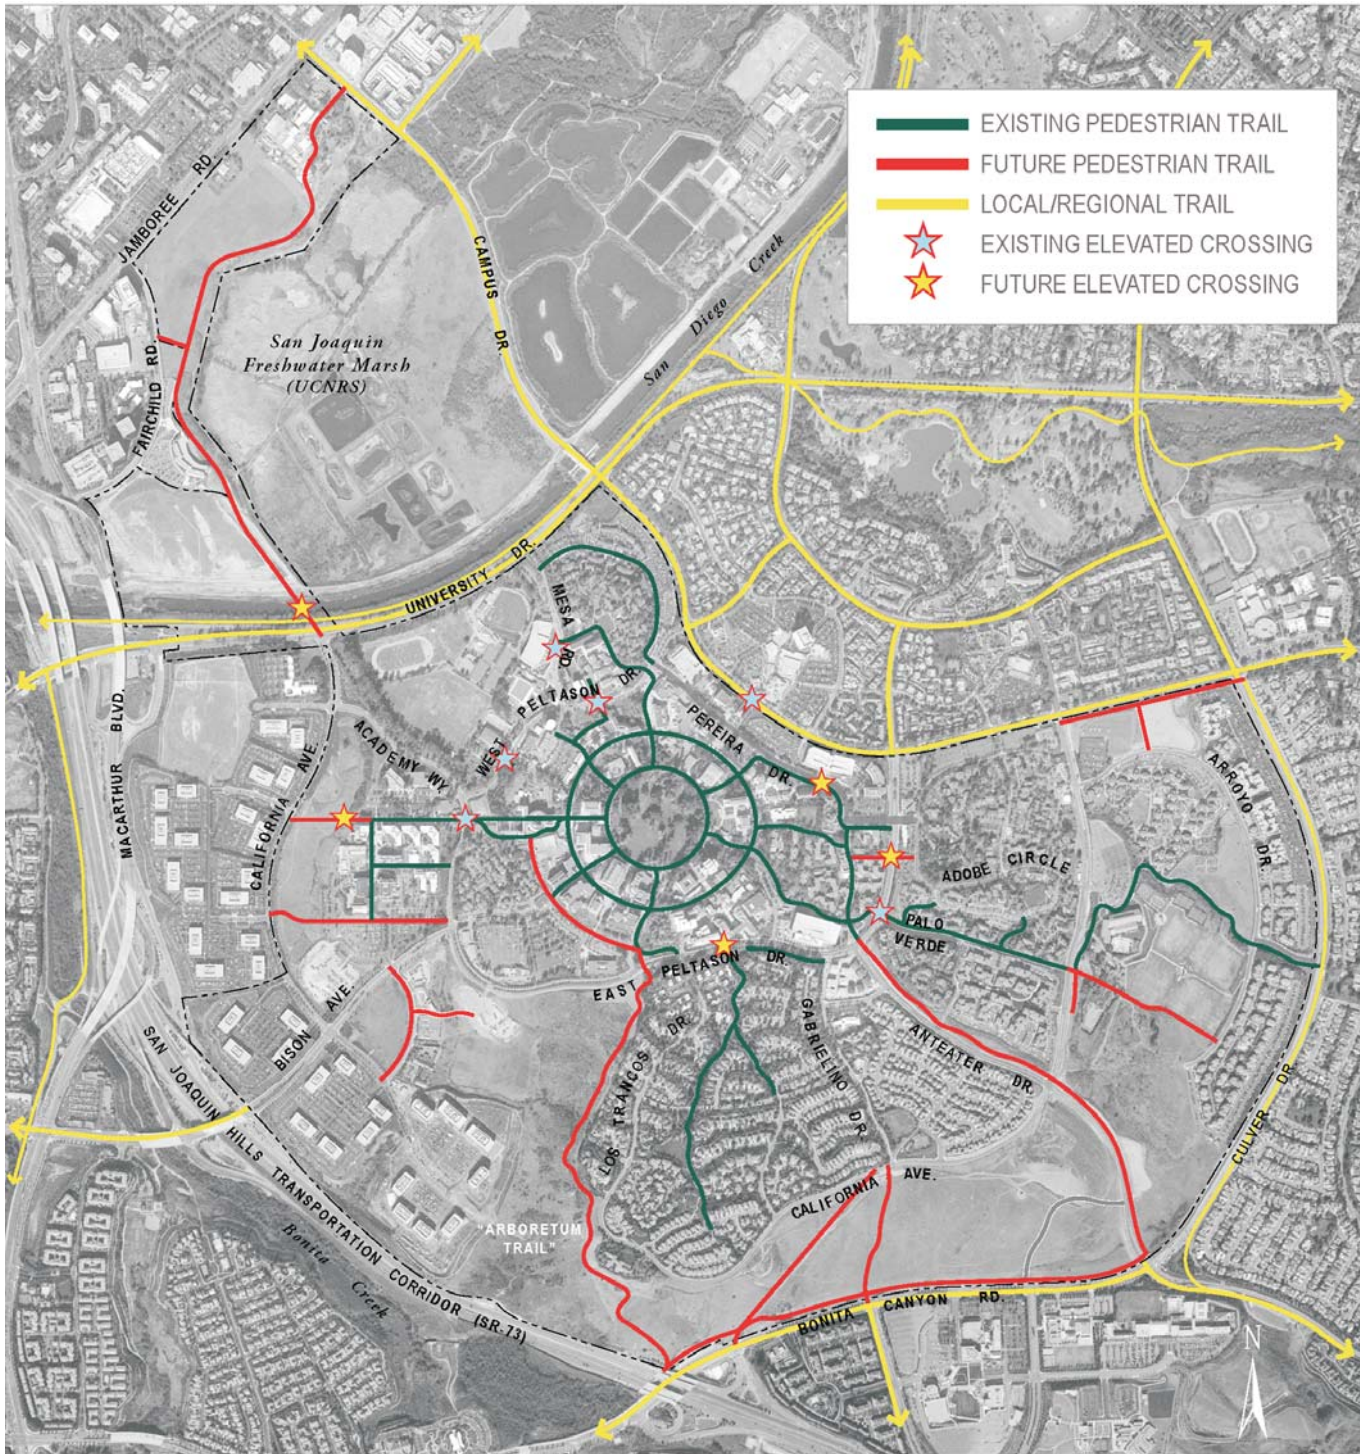 EXISTING PEDESTRIAN TRAIL
FUTURE PEDESTRIAN TRAIL
LOCAL/REGIONAL TRAIL
EXISTING ELEVATED CROSSING
FUTURE ELEVATED CROSSING
JAMBOREE RD.
CAMPUS DR.
San Diego Creek
San Joaquin
Freshwater Marsh
(UCNRS)
FAIRCHILD RD.
UNIVERSITY DR.
MESA RD.
WEST PELTASON DR.
PEREIRA DR.
ACADEMY WY.
MACARTHUR BLVD.
CALIFORNIA AVE.
ARROYO DR.
ADOBE CIRCLE
PALO
VERDE
EAST PELTASON DR.
BISON AVE.
LOS TRANCOS DR.
GABRIELINO DR.
ANTEATER DR.
CULVER DR.
CALIFORNIA AVE.
SAN JOAQUIN HILLS TRANSPORTATION CORRIDOR (SR-73)
Bonita Creek
"ARBORETUM
TRAIL"
BONITA CANYON RD.
N